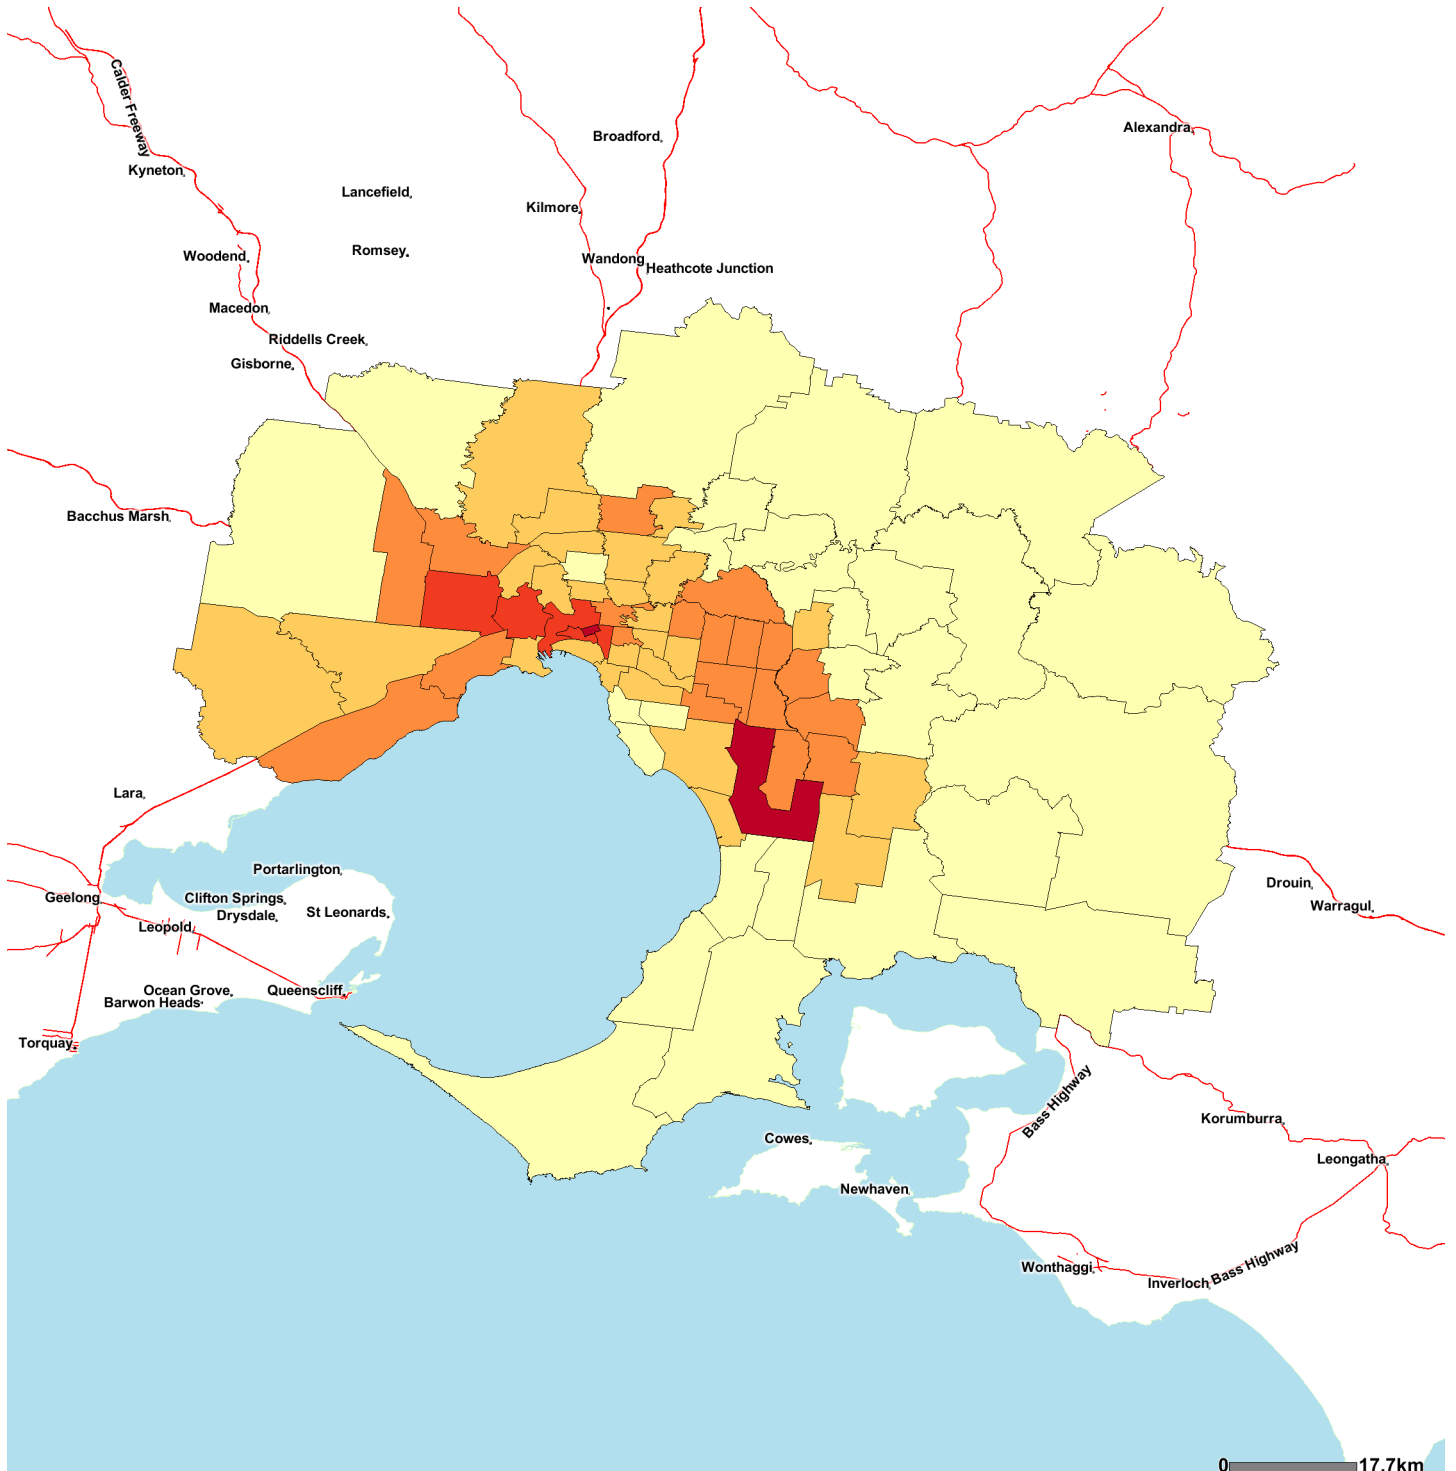 Calder Freeway
Alexandra
Broadford
Kyneton
Lancefield
Kilmore
Romsey
Woodend
Wandong
Heathcote Junction
Macedon
Riddells Creek
Gisborne
Bacchus Marsh
Lara
Portarlington
Drouin
Geelong
Clifton Springs
Warragul
Drysdale
St Leonards
Leopold
Ocean Grove
Queenscliff
Barwon Heads
Torquay
Bass Highway
Korumburra
Cowes
Leongatha
Newhaven
Wonthaggi
Inverloch
Bass Highway
0 17.7km